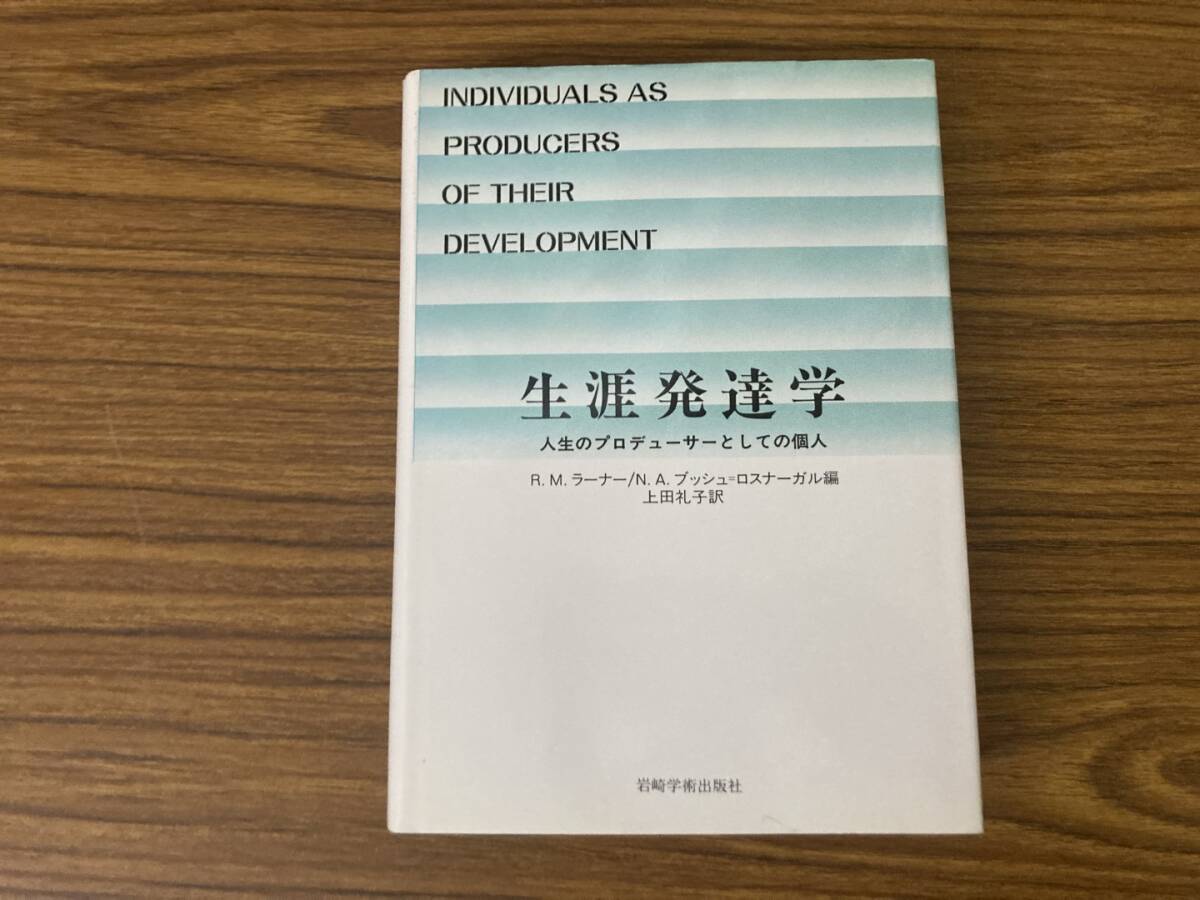 INDIVIDUALS AS
PRODUCERS
OF THEIR
DEVELOPMENT
生涯発達学
人生のプロデューサーとしての個人
R. M. ラーナー/N. A. ブッシュ=ロスナーガル編
上田礼子訳
岩崎学術出版社